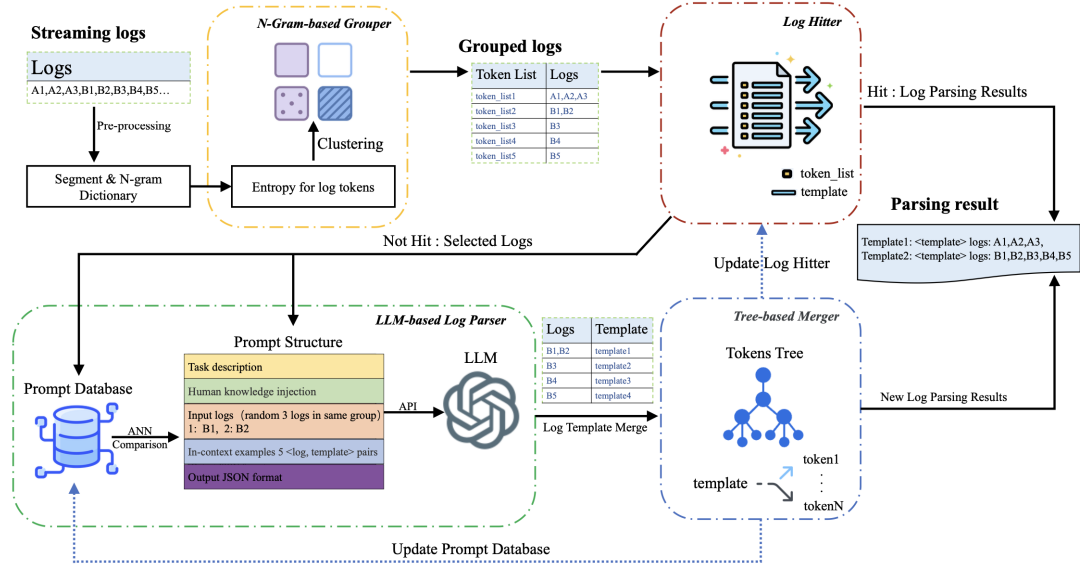 Streaming logs
Logs
A1,A2,A3,B1,B2,B3,B4,B5...
Pre-processing
Segment & N-gram
Dictionary
N-Gram-based Grouper
Clustering
Entropy for log tokens
Grouped logs
Token List Logs
token_list1 A1,A2,A3
token_list2 B1,B2
token_list3 B3
token_list4 B4
token_list5 B5
Log Hitter
token_list
template
Hit : Log Parsing Results
Parsing result
Template1: <template> logs: A1,A2,A3,
Template2: <template> logs: B1,B2,B3,B4,B5
Not Hit : Selected Logs
Update Log Hitter
LLM-based Log Parser
Prompt Database
ANN
Comparison
Prompt Structure
Task description
Human knowledge injection
Input logs （random 3 logs in same group)
1: B1, 2: B2
In-context examples 5 <log, template> pairs
Output JSON format
API
LLM
Logs Template
B1,B2 template1
B3 template2
B4 template3
B5 template4
Log Template Merge
Tree-based Merger
Tokens Tree
template
token1
.
.
.
tokenN
New Log Parsing Results
Update Prompt Database